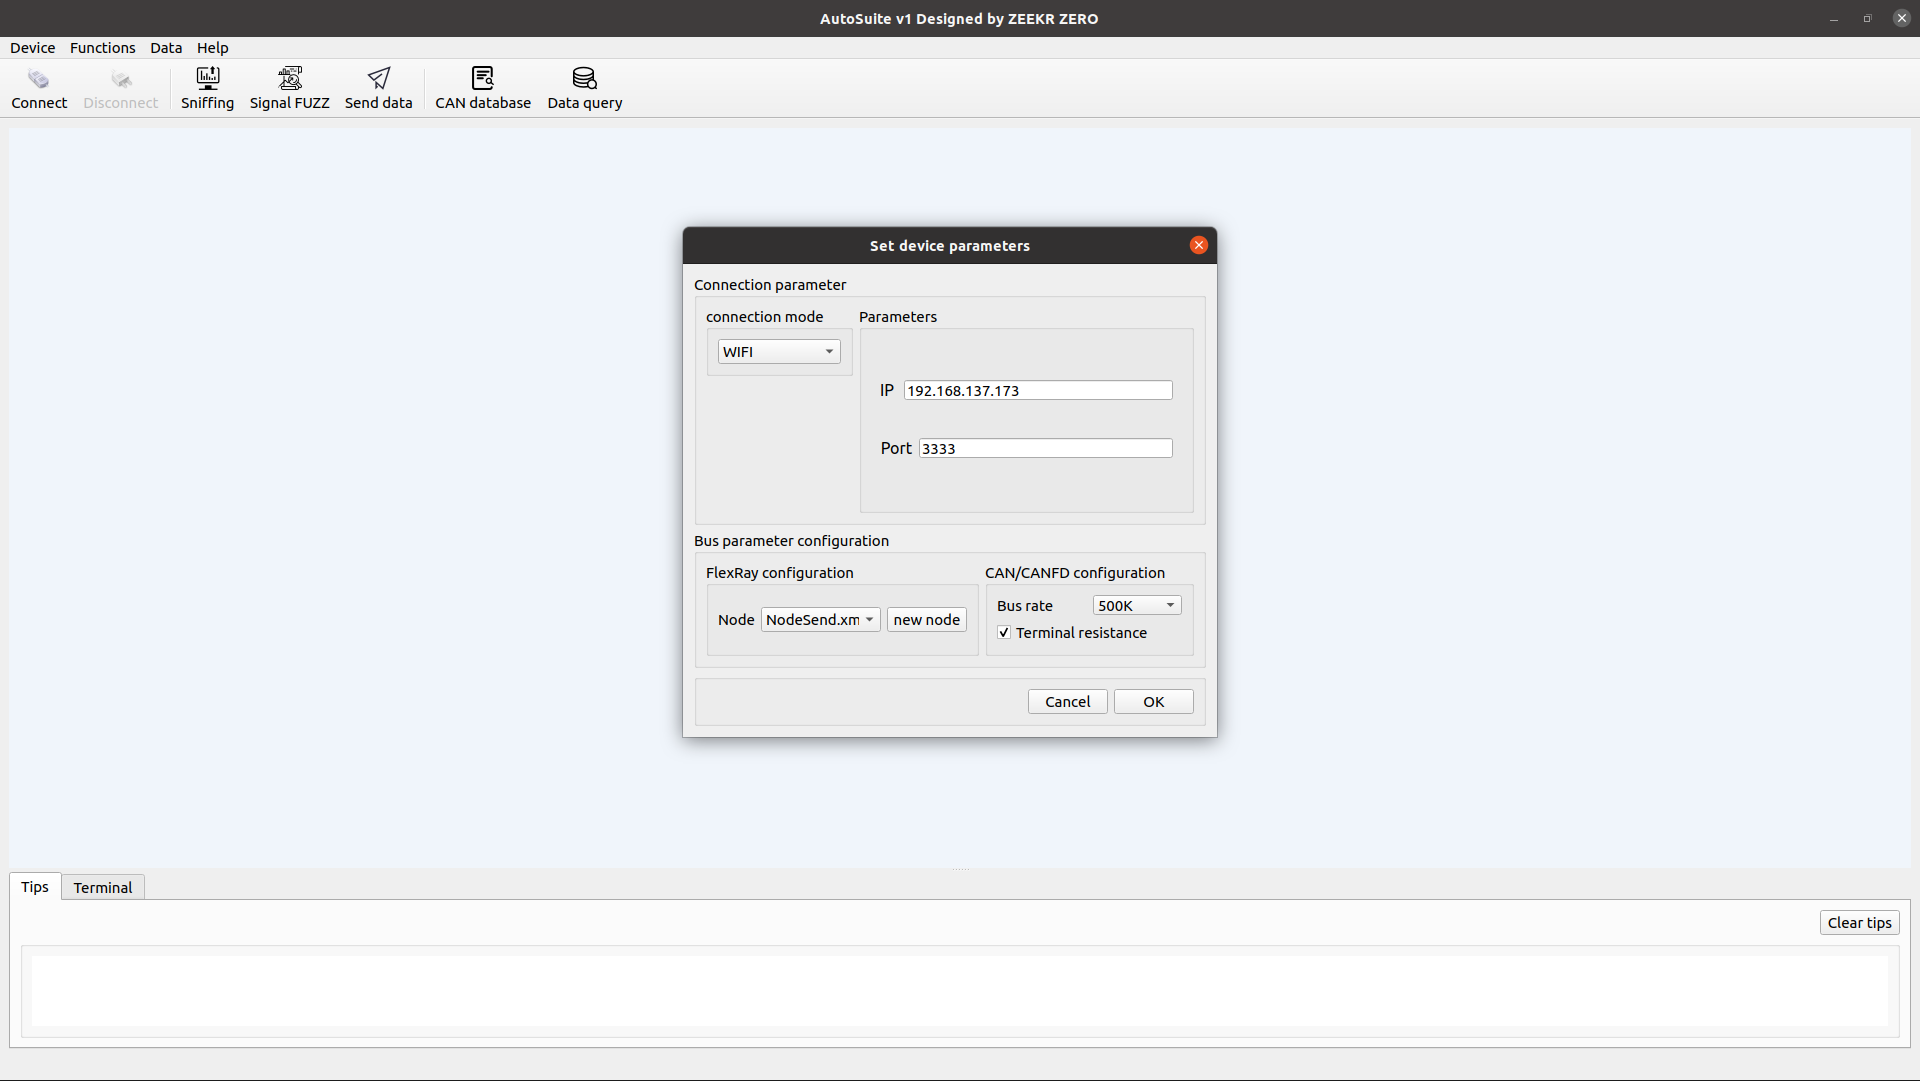 AutoSuite v1 Designed by ZEEKR ZERO
Device Functions Data Help
Connect Disconnect Sniffing Signal FUZZ Send data CAN database Data query
Set device parameters
Connection parameter
connection mode Parameters
WIFI
IP 192.168.137.173
Port 3333
Bus parameter configuration
FlexRay configuration CAN/CANFD configuration
Bus rate 500K
Node NodeSend.xm new node
Terminal resistance
Cancel OK
Tips Terminal
Clear tips